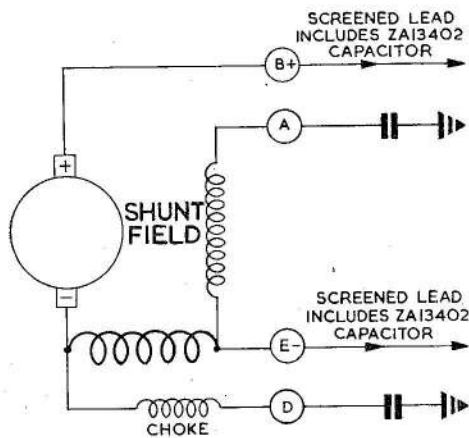 SCREENED LEAD
INCLUDES ZA13402
CAPACITOR
B+
A
+
SHUNT
FIELD
−
SCREENED LEAD
INCLUDES ZA13402
CAPACITOR
E-
D
CHOKE